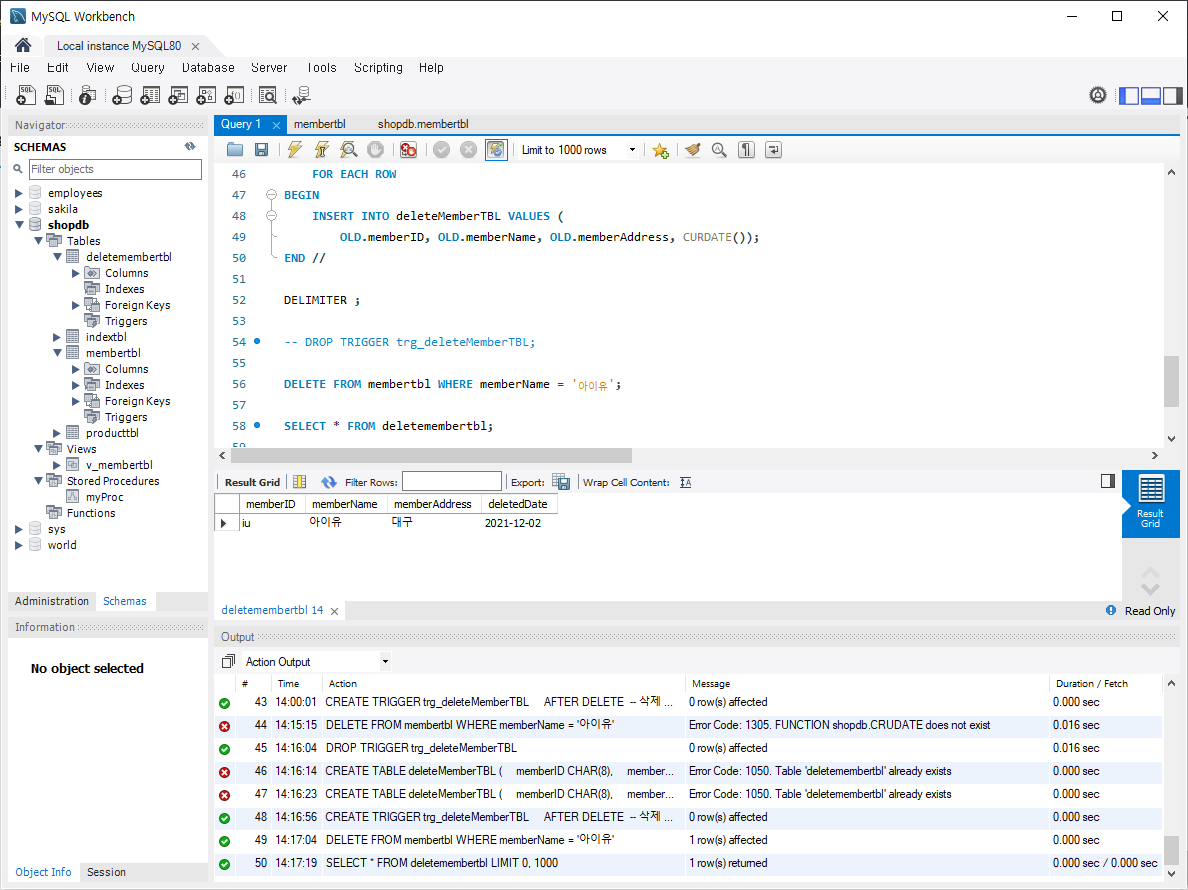 MySQL Workbench
Local instance MySQL80
File Edit View Query Database Server Tools Scripting Help
Navigator
SCHEMAS
Filter objects
employees
sakila
shopdb
Tables
deletemembertbl
Columns
Indexes
Foreign Keys
Triggers
indextbl
membertbl
Columns
Indexes
Foreign Keys
Triggers
producttbl
Views
v_membertbl
Stored Procedures
myProc
Functions
sys
world
Administration Schemas
Information
No object selected
Object Info Session
Query 1 membertbl shopdb.membertbl
Limit to 1000 rows
46 FOR EACH ROW
47 BEGIN
48 INSERT INTO deleteMemberTBL VALUES (
49 OLD.memberID, OLD.memberName, OLD.memberAddress, CURDATE());
50 END //
51
52 DELIMITER ;
53
54 -- DROP TRIGGER trg_deleteMemberTBL;
55
56 DELETE FROM membertbl WHERE memberName = '아이유';
57
58 SELECT * FROM deletemembertbl;
59
Result Grid Filter Rows: Export: Wrap Cell Content:
memberID memberName memberAddress deletedDate
iu 아이유 대구 2021-12-02
Result
Grid
deletemembertbl 14 Read Only
Output
Action Output
# Time Action Message Duration / Fetch
43 14:00:01 CREATE TRIGGER trg_deleteMemberTBL AFTER DELETE -- 삭제 ... 0 row(s) affected 0.000 sec
44 14:15:15 DELETE FROM membertbl WHERE memberName = '아이유' Error Code: 1305. FUNCTION shopdb.CRUDATE does not exist 0.016 sec
45 14:16:04 DROP TRIGGER trg_deleteMemberTBL 0 row(s) affected 0.016 sec
46 14:16:14 CREATE TABLE deleteMemberTBL ( memberID CHAR(8), member... Error Code: 1050. Table 'deletemembertbl' already exists 0.000 sec
47 14:16:23 CREATE TABLE deleteMemberTBL ( memberID CHAR(8), member... Error Code: 1050. Table 'deletemembertbl' already exists 0.000 sec
48 14:16:56 CREATE TRIGGER trg_deleteMemberTBL AFTER DELETE -- 삭제 ... 0 row(s) affected 0.000 sec
49 14:17:04 DELETE FROM membertbl WHERE memberName = '아이유' 1 row(s) affected 0.000 sec
50 14:17:19 SELECT * FROM deletemembertbl LIMIT 0, 1000 1 row(s) returned 0.000 sec / 0.000 sec